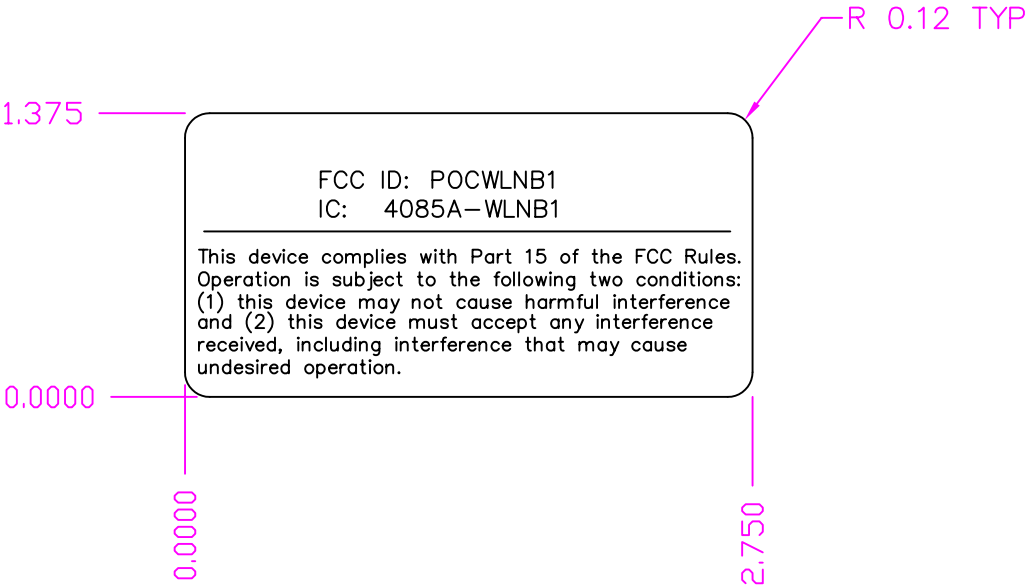 R 0.12 TYP
1.375
FCC ID: POCWLNB1
IC: 4085A-WLNB1
This device complies with Part 15 of the FCC Rules.
Operation is subject to the following two conditions:
(1) this device may not cause harmful interference
and (2) this device must accept any interference
received, including interference that may cause
undesired operation.
0.0000
0.0000
2.750